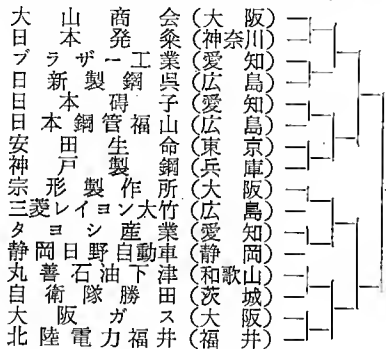 大山商会(大阪)
日本発条(神奈川)
ブラザー工業(愛知)
日新製鋼呉(広島)
日本碍子(愛知)
日本鋼管福山(広島)
安田生命(東京)
神戸製鋼(兵庫)
宗形製作所(大阪)
三菱レイヨン大竹(広島)
タヨシ産業(愛知)
静岡日野自動車(静岡)
丸善石油下津(和歌山)
自衛隊勝田(茨城)
大阪ガス(大阪)
北陸電力福井(福井)